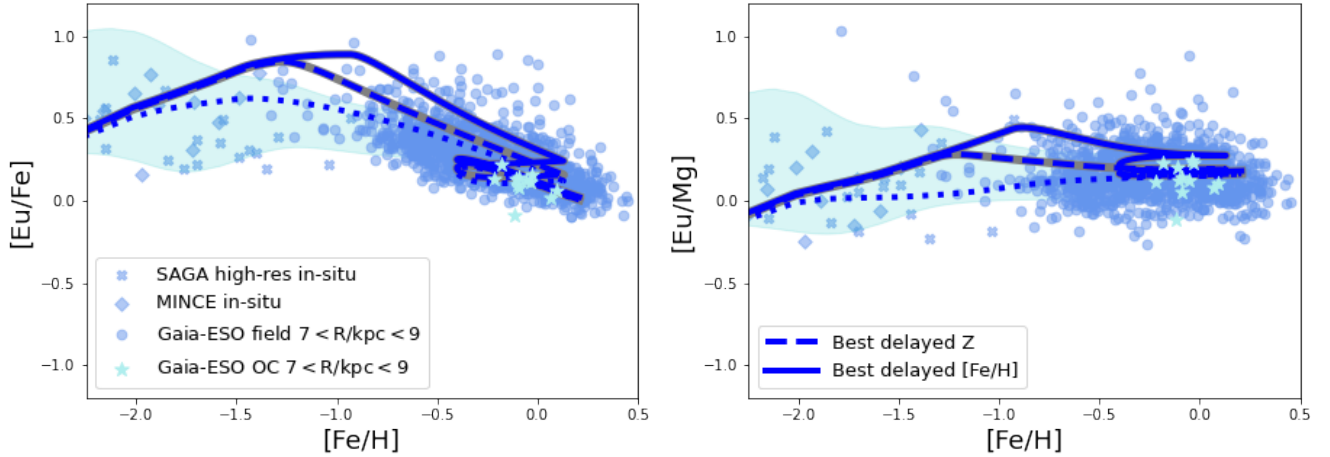 1.0
0.5
0.0
−0.5
−1.0
[Eu/Fe]
SAGA high-res in-situ
MINCE in-situ
Gaia-ESO field 7 < R/kpc < 9
Gaia-ESO OC 7 < R/kpc < 9
−2.0 −1.5 −1.0 −0.5 0.0 0.5
[Fe/H]
1.0
0.5
0.0
−0.5
−1.0
[Eu/Mg]
Best delayed Z
Best delayed [Fe/H]
−2.0 −1.5 −1.0 −0.5 0.0 0.5
[Fe/H]